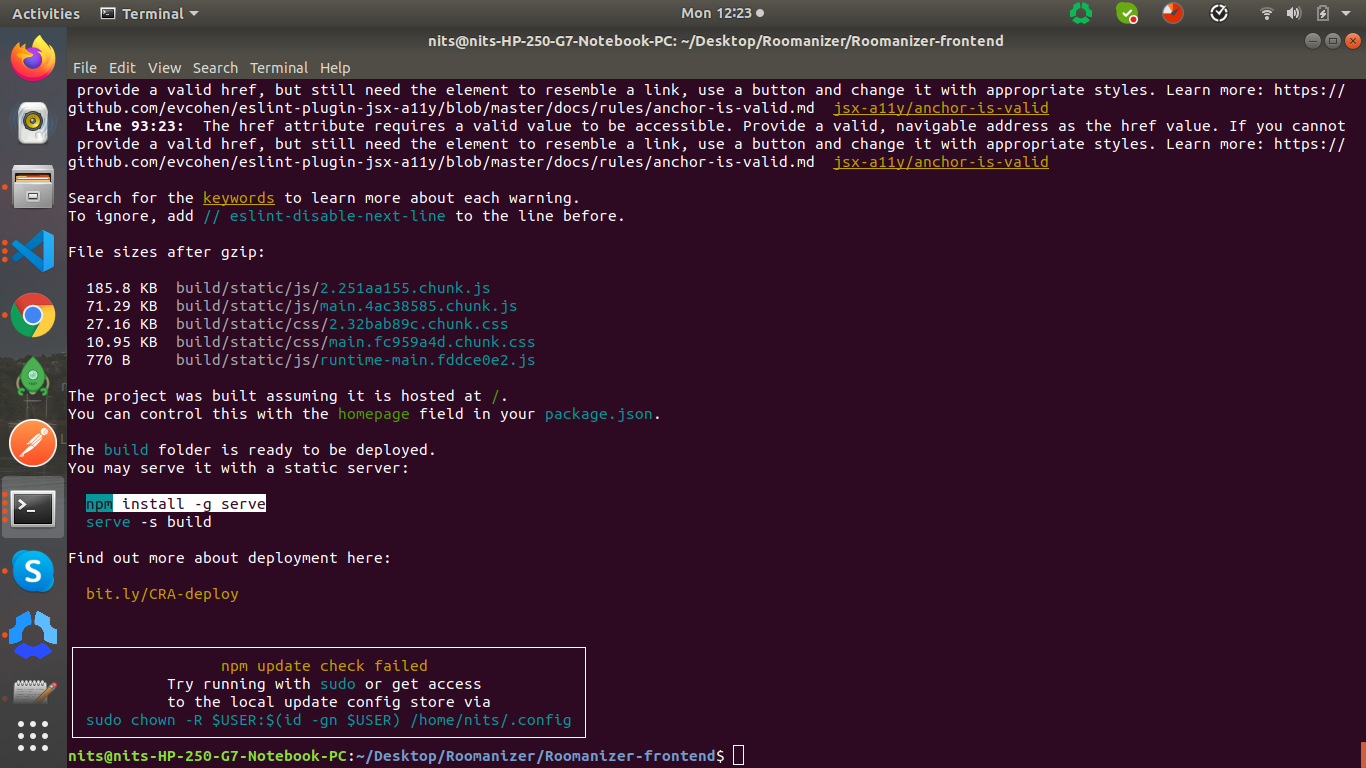 Activities
Terminal
Mon 12:23
nits@nits-HP-250-G7-Notebook-PC: ~/Desktop/Roomanizer/Roomanizer-frontend
File Edit View Search Terminal Help
provide a valid href, but still need the element to resemble a link, use a button and change it with appropriate styles. Learn more: https://
github.com/evcohen/eslint-plugin-jsx-a11y/blob/master/docs/rules/anchor-is-valid.md  jsx-a11y/anchor-is-valid
Line 93:23:  The href attribute requires a valid value to be accessible. Provide a valid, navigable address as the href value. If you cannot
provide a valid href, but still need the element to resemble a link, use a button and change it with appropriate styles. Learn more: https://
github.com/evcohen/eslint-plugin-jsx-a11y/blob/master/docs/rules/anchor-is-valid.md  jsx-a11y/anchor-is-valid
Search for the keywords to learn more about each warning.
To ignore, add // eslint-disable-next-line to the line before.
File sizes after gzip:
185.8 KB  build/static/js/2.251aa155.chunk.js
71.29 KB  build/static/js/main.4ac38585.chunk.js
27.16 KB  build/static/css/2.32bab89c.chunk.css
10.95 KB  build/static/css/main.fc959a4d.chunk.css
770 B     build/static/js/runtime-main.fddce0e2.js
The project was built assuming it is hosted at /.
You can control this with the homepage field in your package.json.
The build folder is ready to be deployed.
You may serve it with a static server:
npm install -g serve
serve -s build
Find out more about deployment here:
bit.ly/CRA-deploy
npm update check failed
Try running with sudo or get access
to the local update config store via
sudo chown -R $USER:$(id -gn $USER) /home/nits/.config
nits@nits-HP-250-G7-Notebook-PC:~/Desktop/Roomanizer/Roomanizer-frontend$